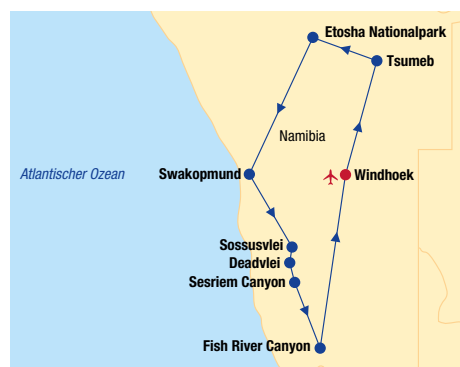 Etosha Nationalpark
Tsumeb
Namibia
Atlantischer Ozean
Swakopmund
Windhoek
Sossusvlei
Deadvlei
Sesriem Canyon
Fish River Canyon